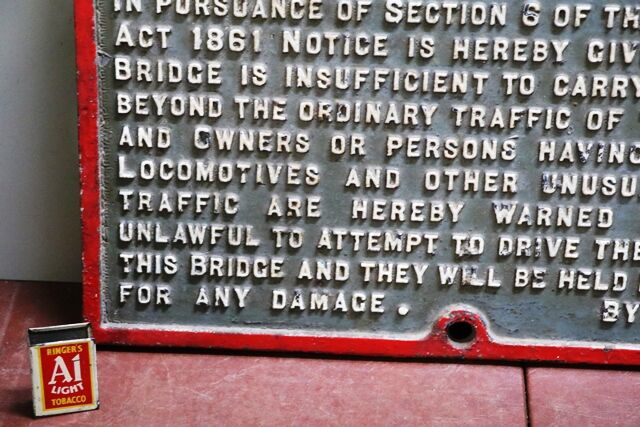 IN PURSUANCE OF SECTION 6 OF TH
ACT 1861 NOTICE IS HEREBY GIV
BRIDGE IS INSUFFICIENT TO CARRY
BEYOND THE ORDINARY TRAFFIC OF
AND OWNERS OR PERSONS HAVING
LOCOMOTIVES AND OTHER UNUSU
TRAFFIC ARE HEREBY WARNED
UNLAWFUL TO ATTEMPT TO DRIVE THE
THIS BRIDGE AND THEY WILL BE HELD
FOR ANY DAMAGE.
BY
RINGER'S
A1
LIGHT
TOBACCO